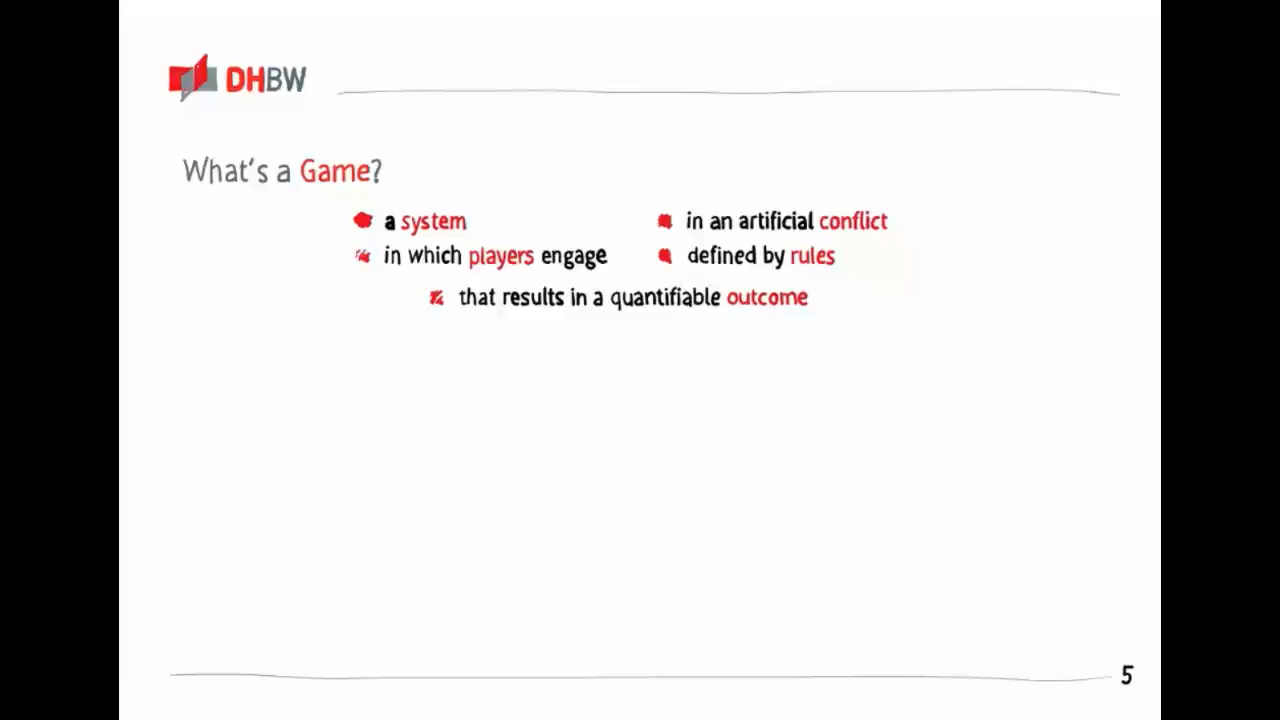 DHBW
What's a Game?
a system
in which players engage
in an artificial conflict
defined by rules
that results in a quantifiable outcome
5